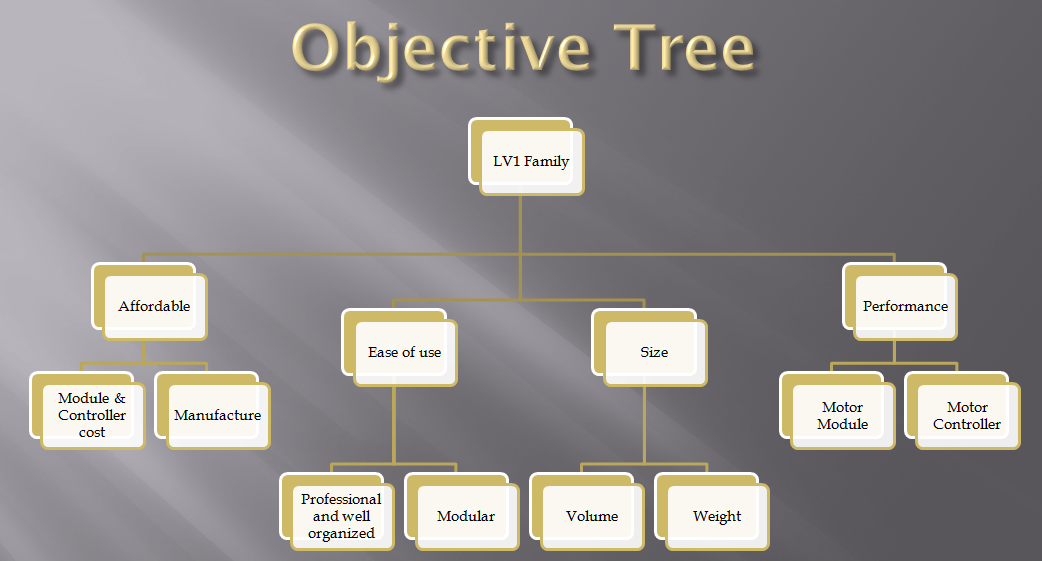 Objective Tree
LV1 Family
Affordable
Performance
Ease of use
Size
Module &
Controller
cost
Manufacture
Motor
Module
Motor
Controller
Professional
and well
organized
Modular
Volume
Weight